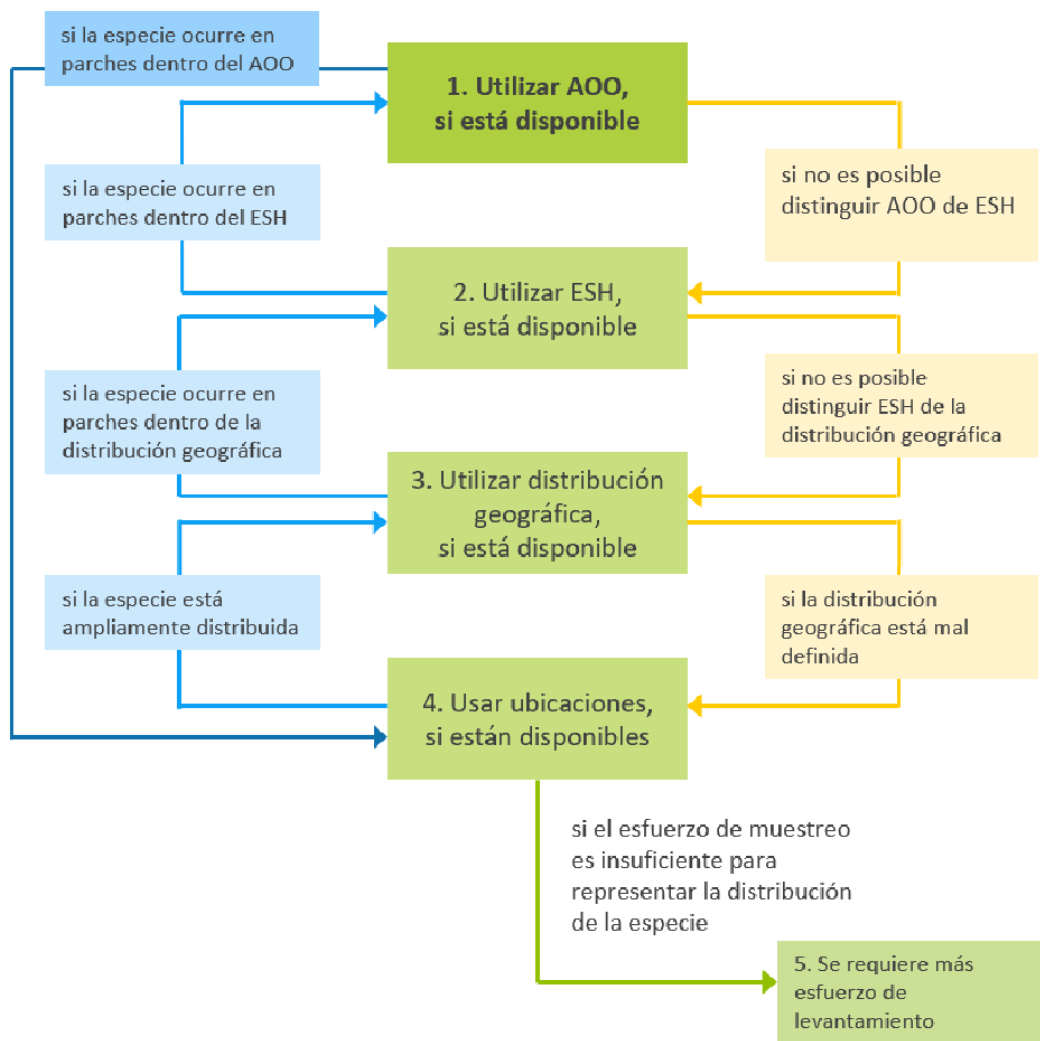 si la especie ocurre en
parches dentro del AOO
1. Utilizar AOO,
si está disponible
si la especie ocurre en
parches dentro del ESH
si no es posible
distinguir AOO de ESH
2. Utilizar ESH,
si está disponible
si la especie ocurre en
parches dentro de la
distribución geográfica
si no es posible
distinguir ESH de la
distribución geográfica
3. Utilizar distribución
geográfica,
si está disponible
si la especie está
ampliamente distribuida
si la distribución
geográfica está mal
definida
4. Usar ubicaciones,
si están disponibles
si el esfuerzo de muestreo
es insuficiente para
representar la distribución
de la especie
5. Se requiere más
esfuerzo de
levantamiento